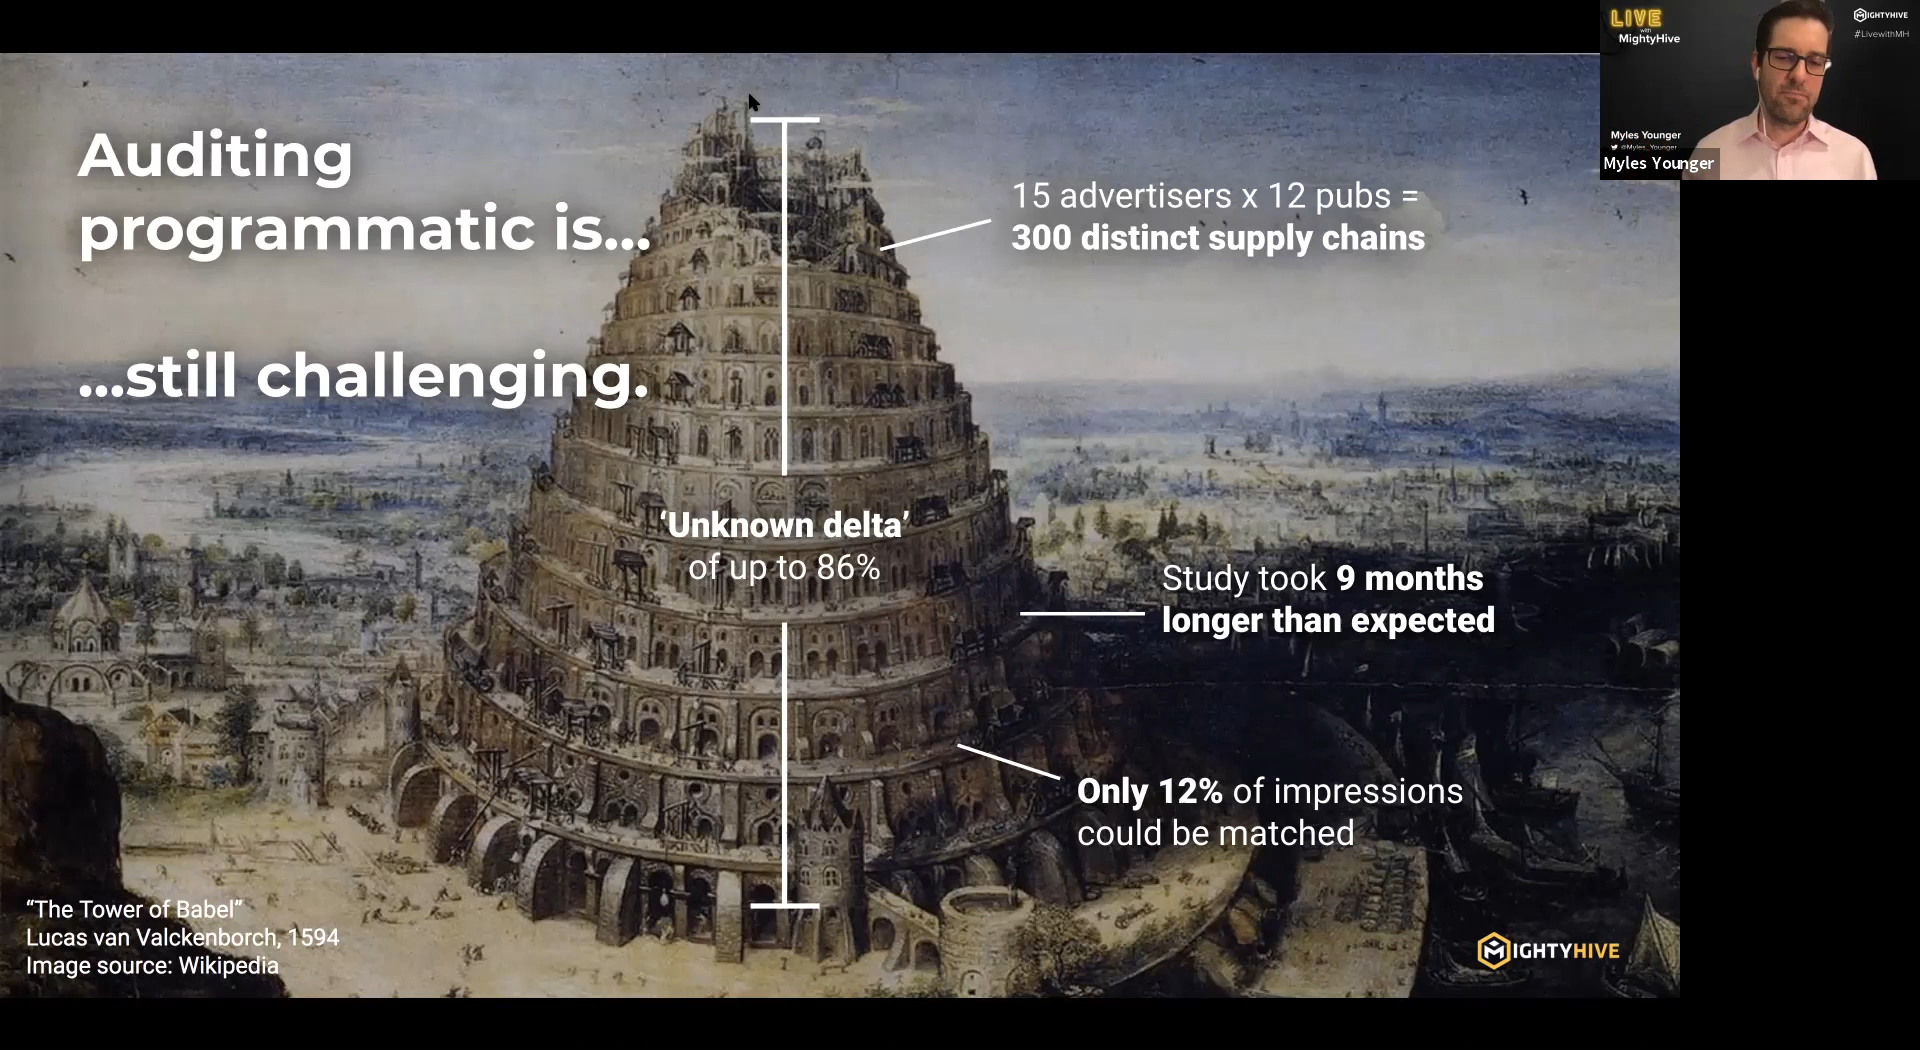 Auditing
programmatic is...
...still challenging.
15 advertisers x 12 pubs =
300 distinct supply chains
‘Unknown delta’
of up to 86%
Study took 9 months
longer than expected
Only 12% of impressions
could be matched
“The Tower of Babel”
Lucas van Valckenborch, 1594
Image source: Wikipedia
MIGHTYHIVE
LIVE
with
MightyHive
MIGHTYHIVE
#LivewithMH
Myles Younger
@Myles_Younger
Myles Younger